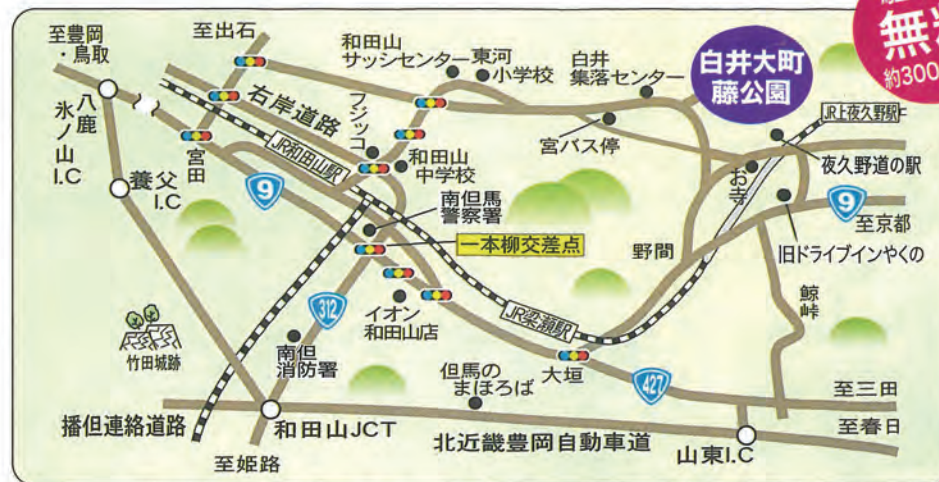 至豊岡
・鳥取
至出石
和田山
サッシセンター
東河
小学校
白井
集落センター
白井大町
藤公園
無
約300
八鹿
氷ノ山
I.C
養父
I.C
宮田
右岸道路
フジッコ
JR和田山駅
和田山
中学校
宮バス停
JR上夜久野駅
お寺
夜久野道の駅
9
9
至京都
旧ドライブインやくの
南但馬
警察署
一本柳交差点
野間
鯨峠
312
イオン
和田山店
JR梁瀬駅
竹田城跡
南但
消防署
但馬の
まほろば
大垣
427
至三田
播但連絡道路
和田山JCT
北近畿豊岡自動車道
至春日
山東I.C
至姫路